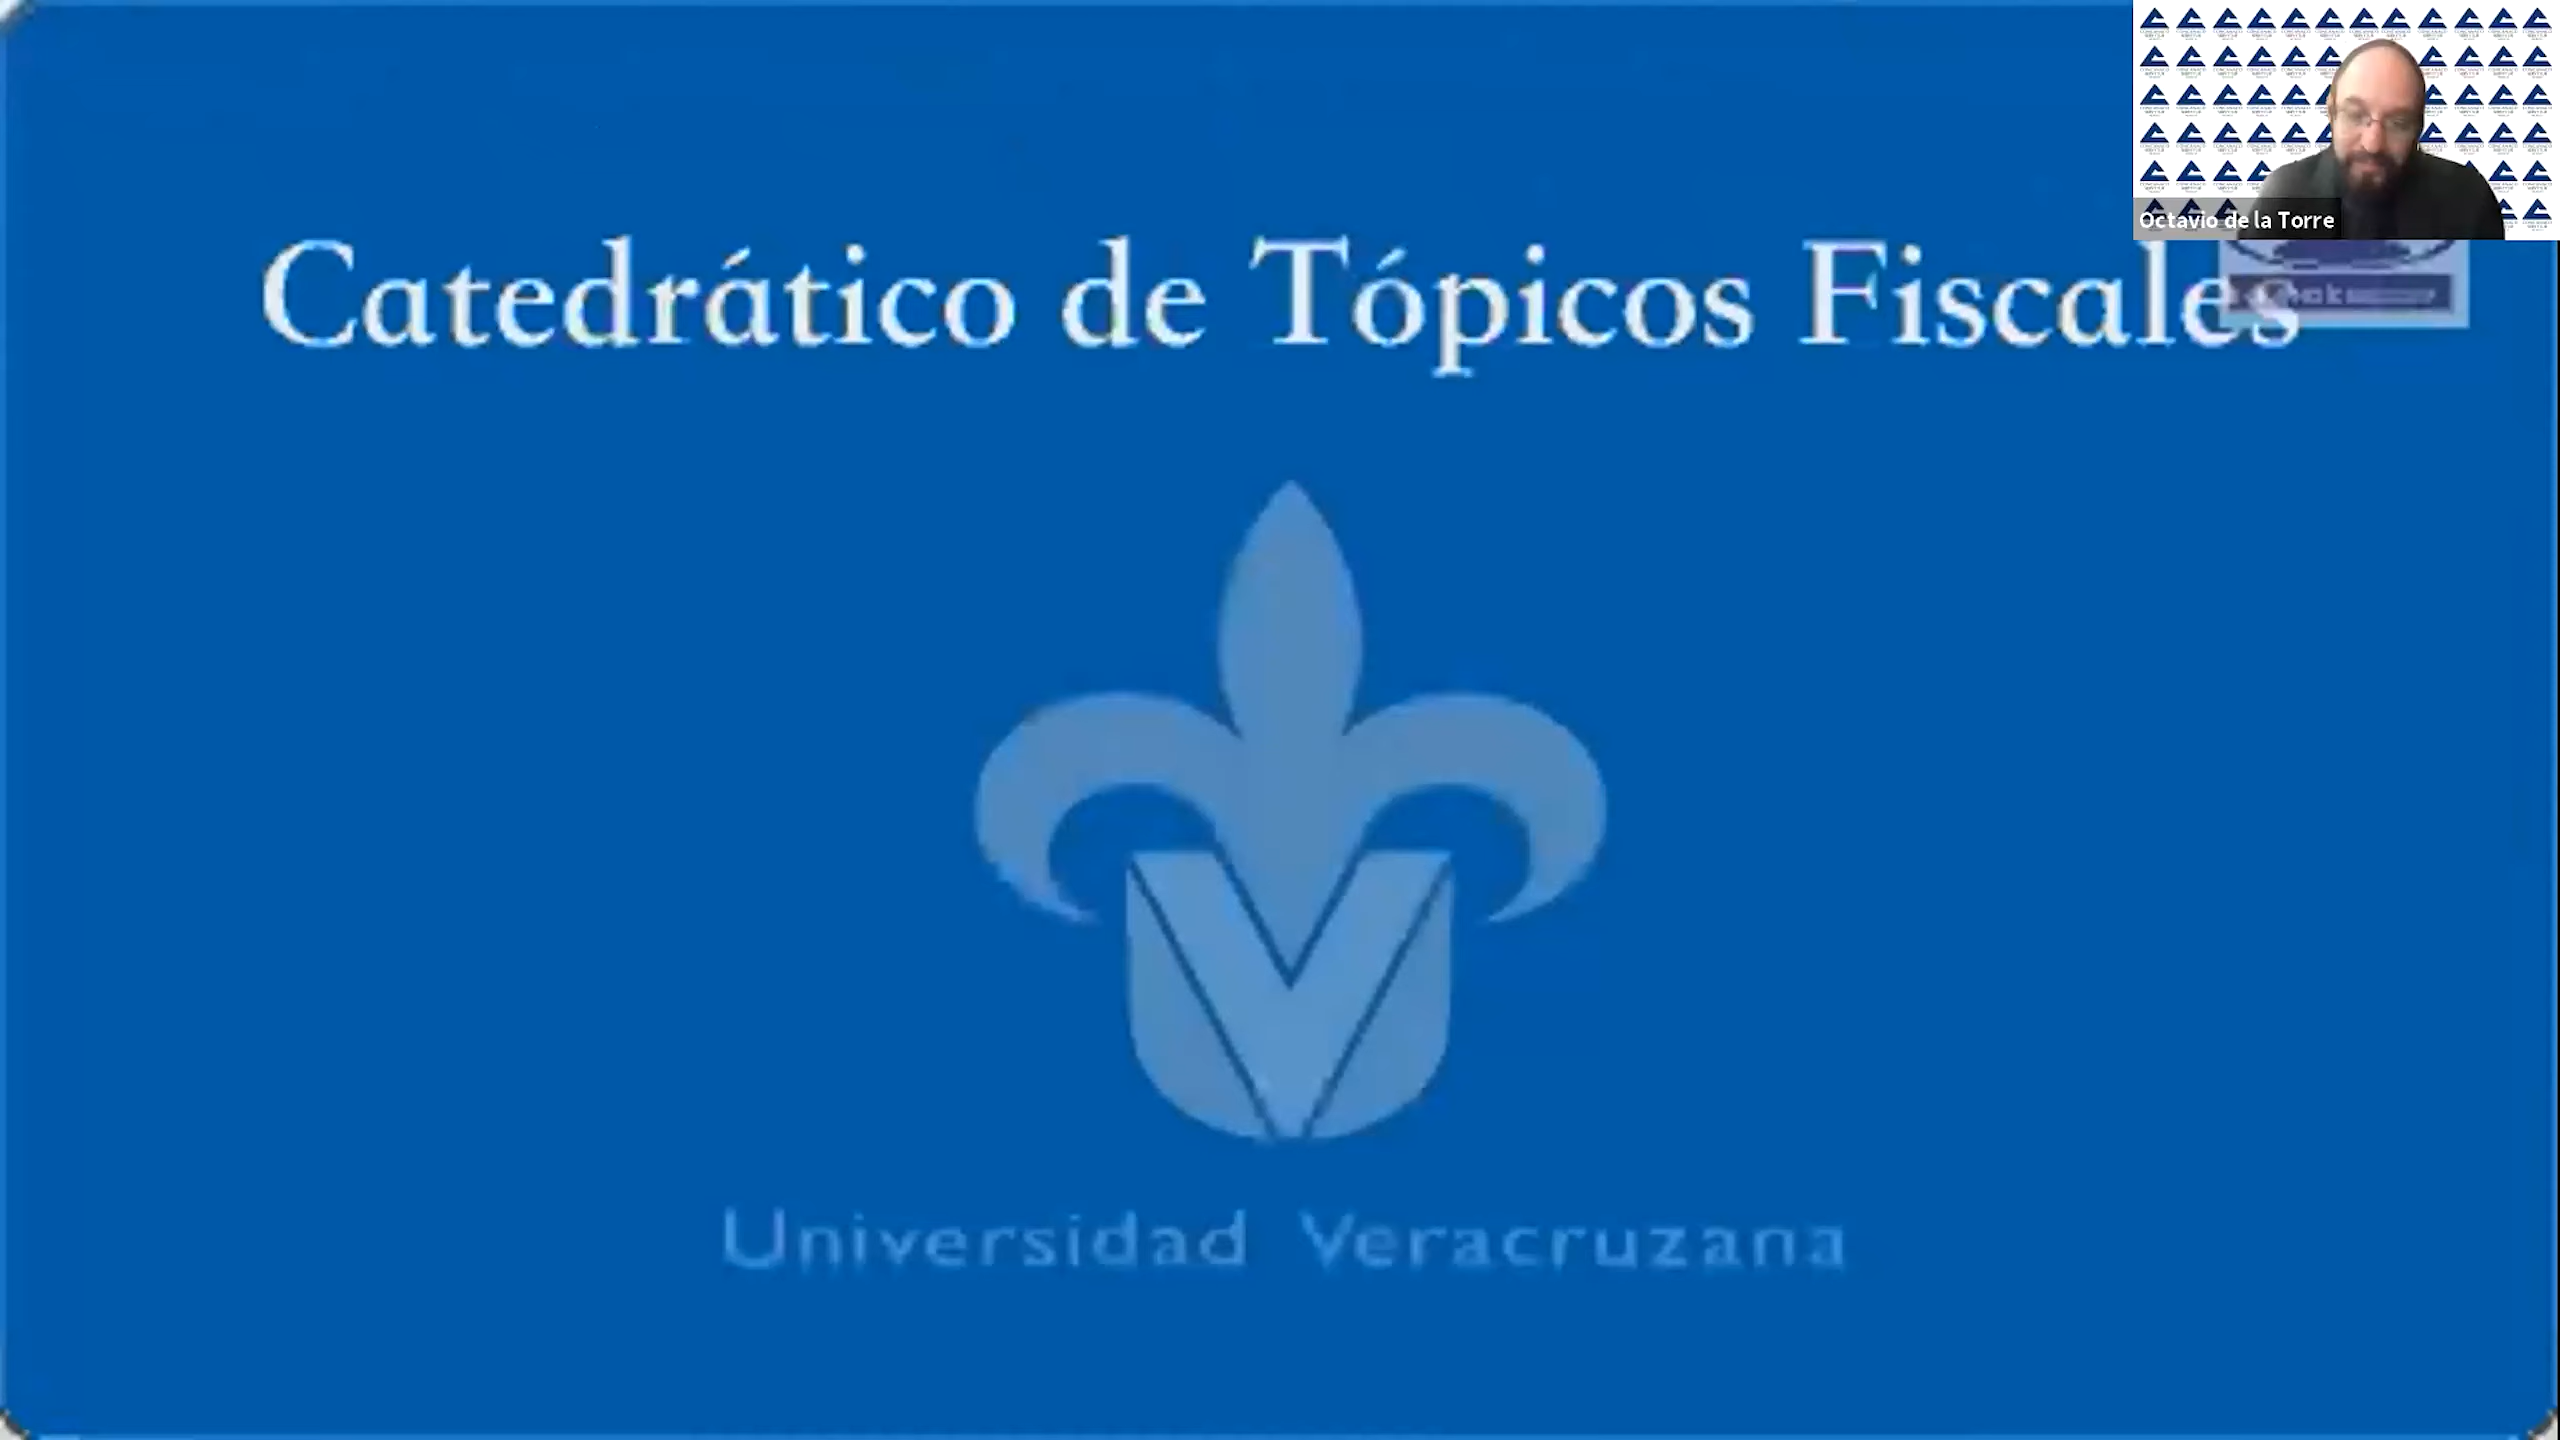 Octavio de la Torre
Catedrático de Tópicos Fiscales
Universidad Veracruzana